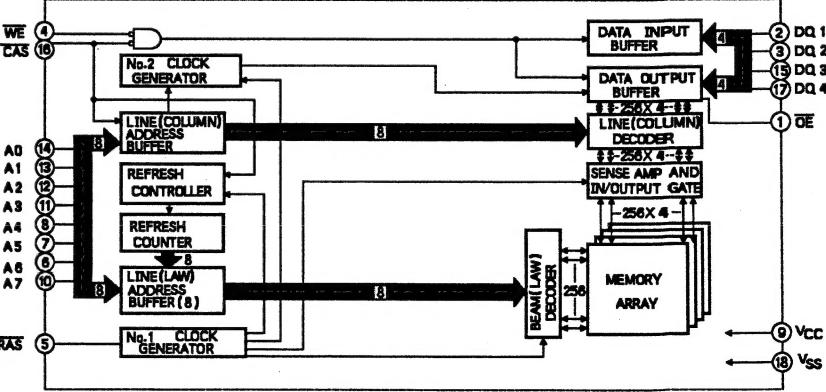 WE 4
CAS 16
No.2 CLOCK
GENERATOR
DATA INPUT
BUFFER
4
2 DQ 1
3 DQ 2
15 DQ 3
17 DQ 4
DATA OUTPUT
BUFFER
4
1 OE
256X 4
LINE(COLUMN)
ADDRESS
BUFFER
8
8
LINE(COLUMN)
DECODER
256X 4
A0 14
A1 13
A2 12
A3 11
A4 8
A5 7
A6 6
A7 10
REFRESH
CONTROLLER
SENSE AMP AND
IN/OUTPUT GATE
256X 4
REFRESH
COUNTER
8
8
LINE(LAW)
ADDRESS
BUFFER(8)
8
BEAM(LAW)
DECODER
256
MEMORY
ARRAY
RAS 5
No.1 CLOCK
GENERATOR
9 VCC
18 VSS